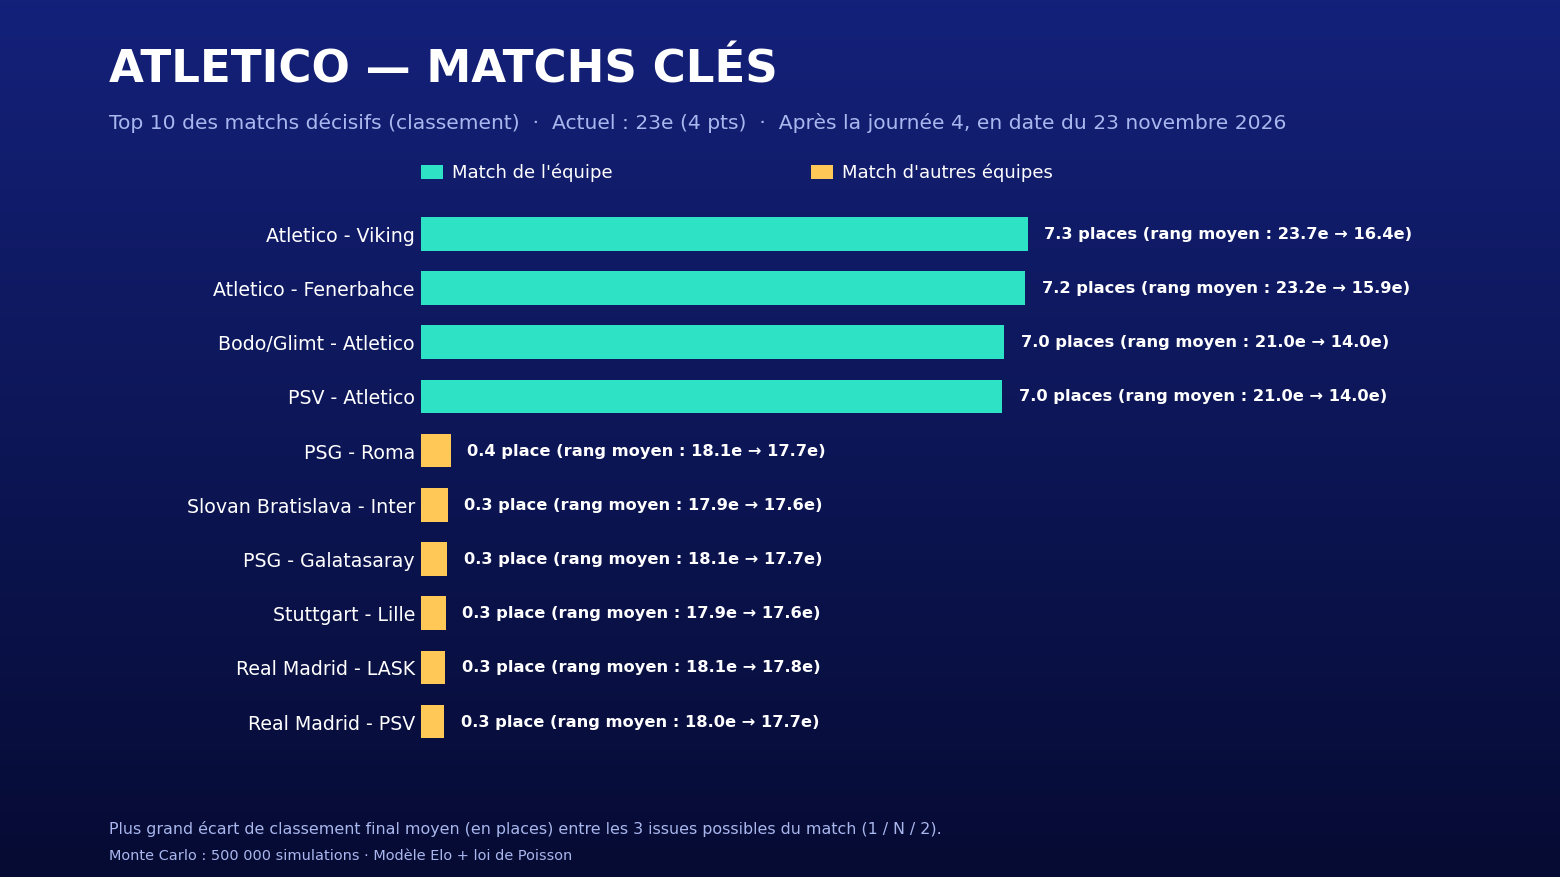 ATLETICO — MATCHS CLÉS
Top 10 des matchs décisifs (classement) · Actuel : 23e (4 pts) · Après la journée 4, en date du 23 novembre 2026
Match de l'équipe Match d'autres équipes
Atletico - Viking 7.3 places (rang moyen : 23.7e → 16.4e)
Atletico - Fenerbahce 7.2 places (rang moyen : 23.2e → 15.9e)
Bodo/Glimt - Atletico 7.0 places (rang moyen : 21.0e → 14.0e)
PSV - Atletico 7.0 places (rang moyen : 21.0e → 14.0e)
PSG - Roma 0.4 place (rang moyen : 18.1e → 17.7e)
Slovan Bratislava - Inter 0.3 place (rang moyen : 17.9e → 17.6e)
PSG - Galatasaray 0.3 place (rang moyen : 18.1e → 17.7e)
Stuttgart - Lille 0.3 place (rang moyen : 17.9e → 17.6e)
Real Madrid - LASK 0.3 place (rang moyen : 18.1e → 17.8e)
Real Madrid - PSV 0.3 place (rang moyen : 18.0e → 17.7e)
Plus grand écart de classement final moyen (en places) entre les 3 issues possibles du match (1 / N / 2).
Monte Carlo : 500 000 simulations · Modèle Elo + loi de Poisson